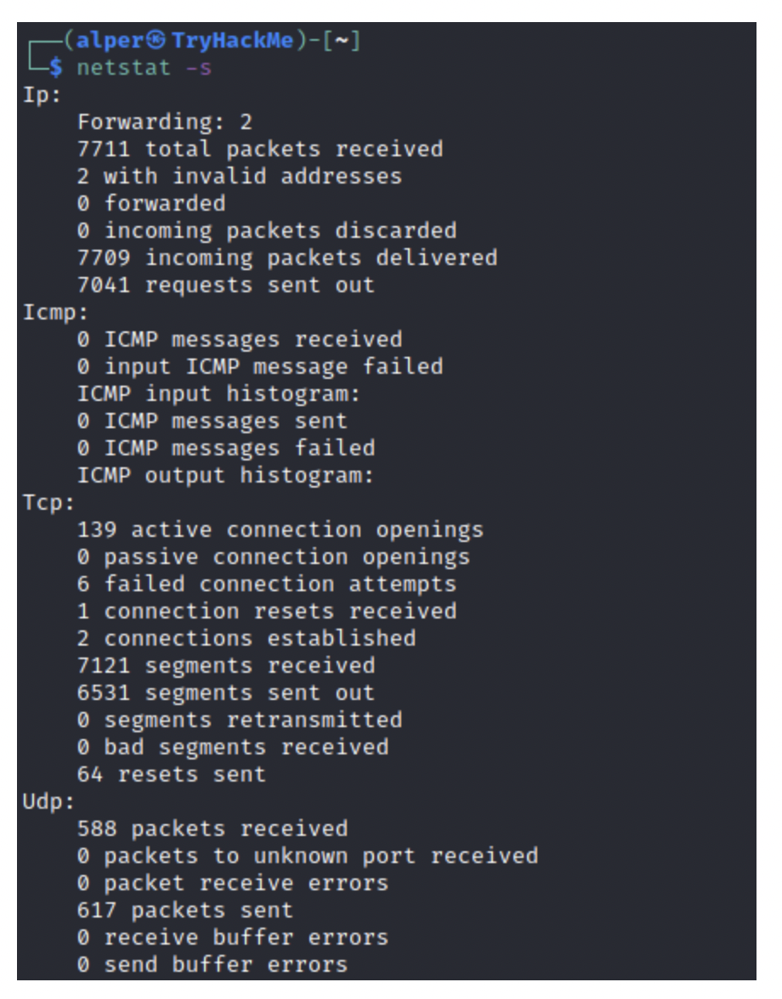 (alper㉿TryHackMe)-[~]
$ netstat -s
Ip:
    Forwarding: 2
    7711 total packets received
    2 with invalid addresses
    0 forwarded
    0 incoming packets discarded
    7709 incoming packets delivered
    7041 requests sent out
Icmp:
    0 ICMP messages received
    0 input ICMP message failed
    ICMP input histogram:
    0 ICMP messages sent
    0 ICMP messages failed
    ICMP output histogram:
Tcp:
    139 active connection openings
    0 passive connection openings
    6 failed connection attempts
    1 connection resets received
    2 connections established
    7121 segments received
    6531 segments sent out
    0 segments retransmitted
    0 bad segments received
    64 resets sent
Udp:
    588 packets received
    0 packets to unknown port received
    0 packet receive errors
    617 packets sent
    0 receive buffer errors
    0 send buffer errors